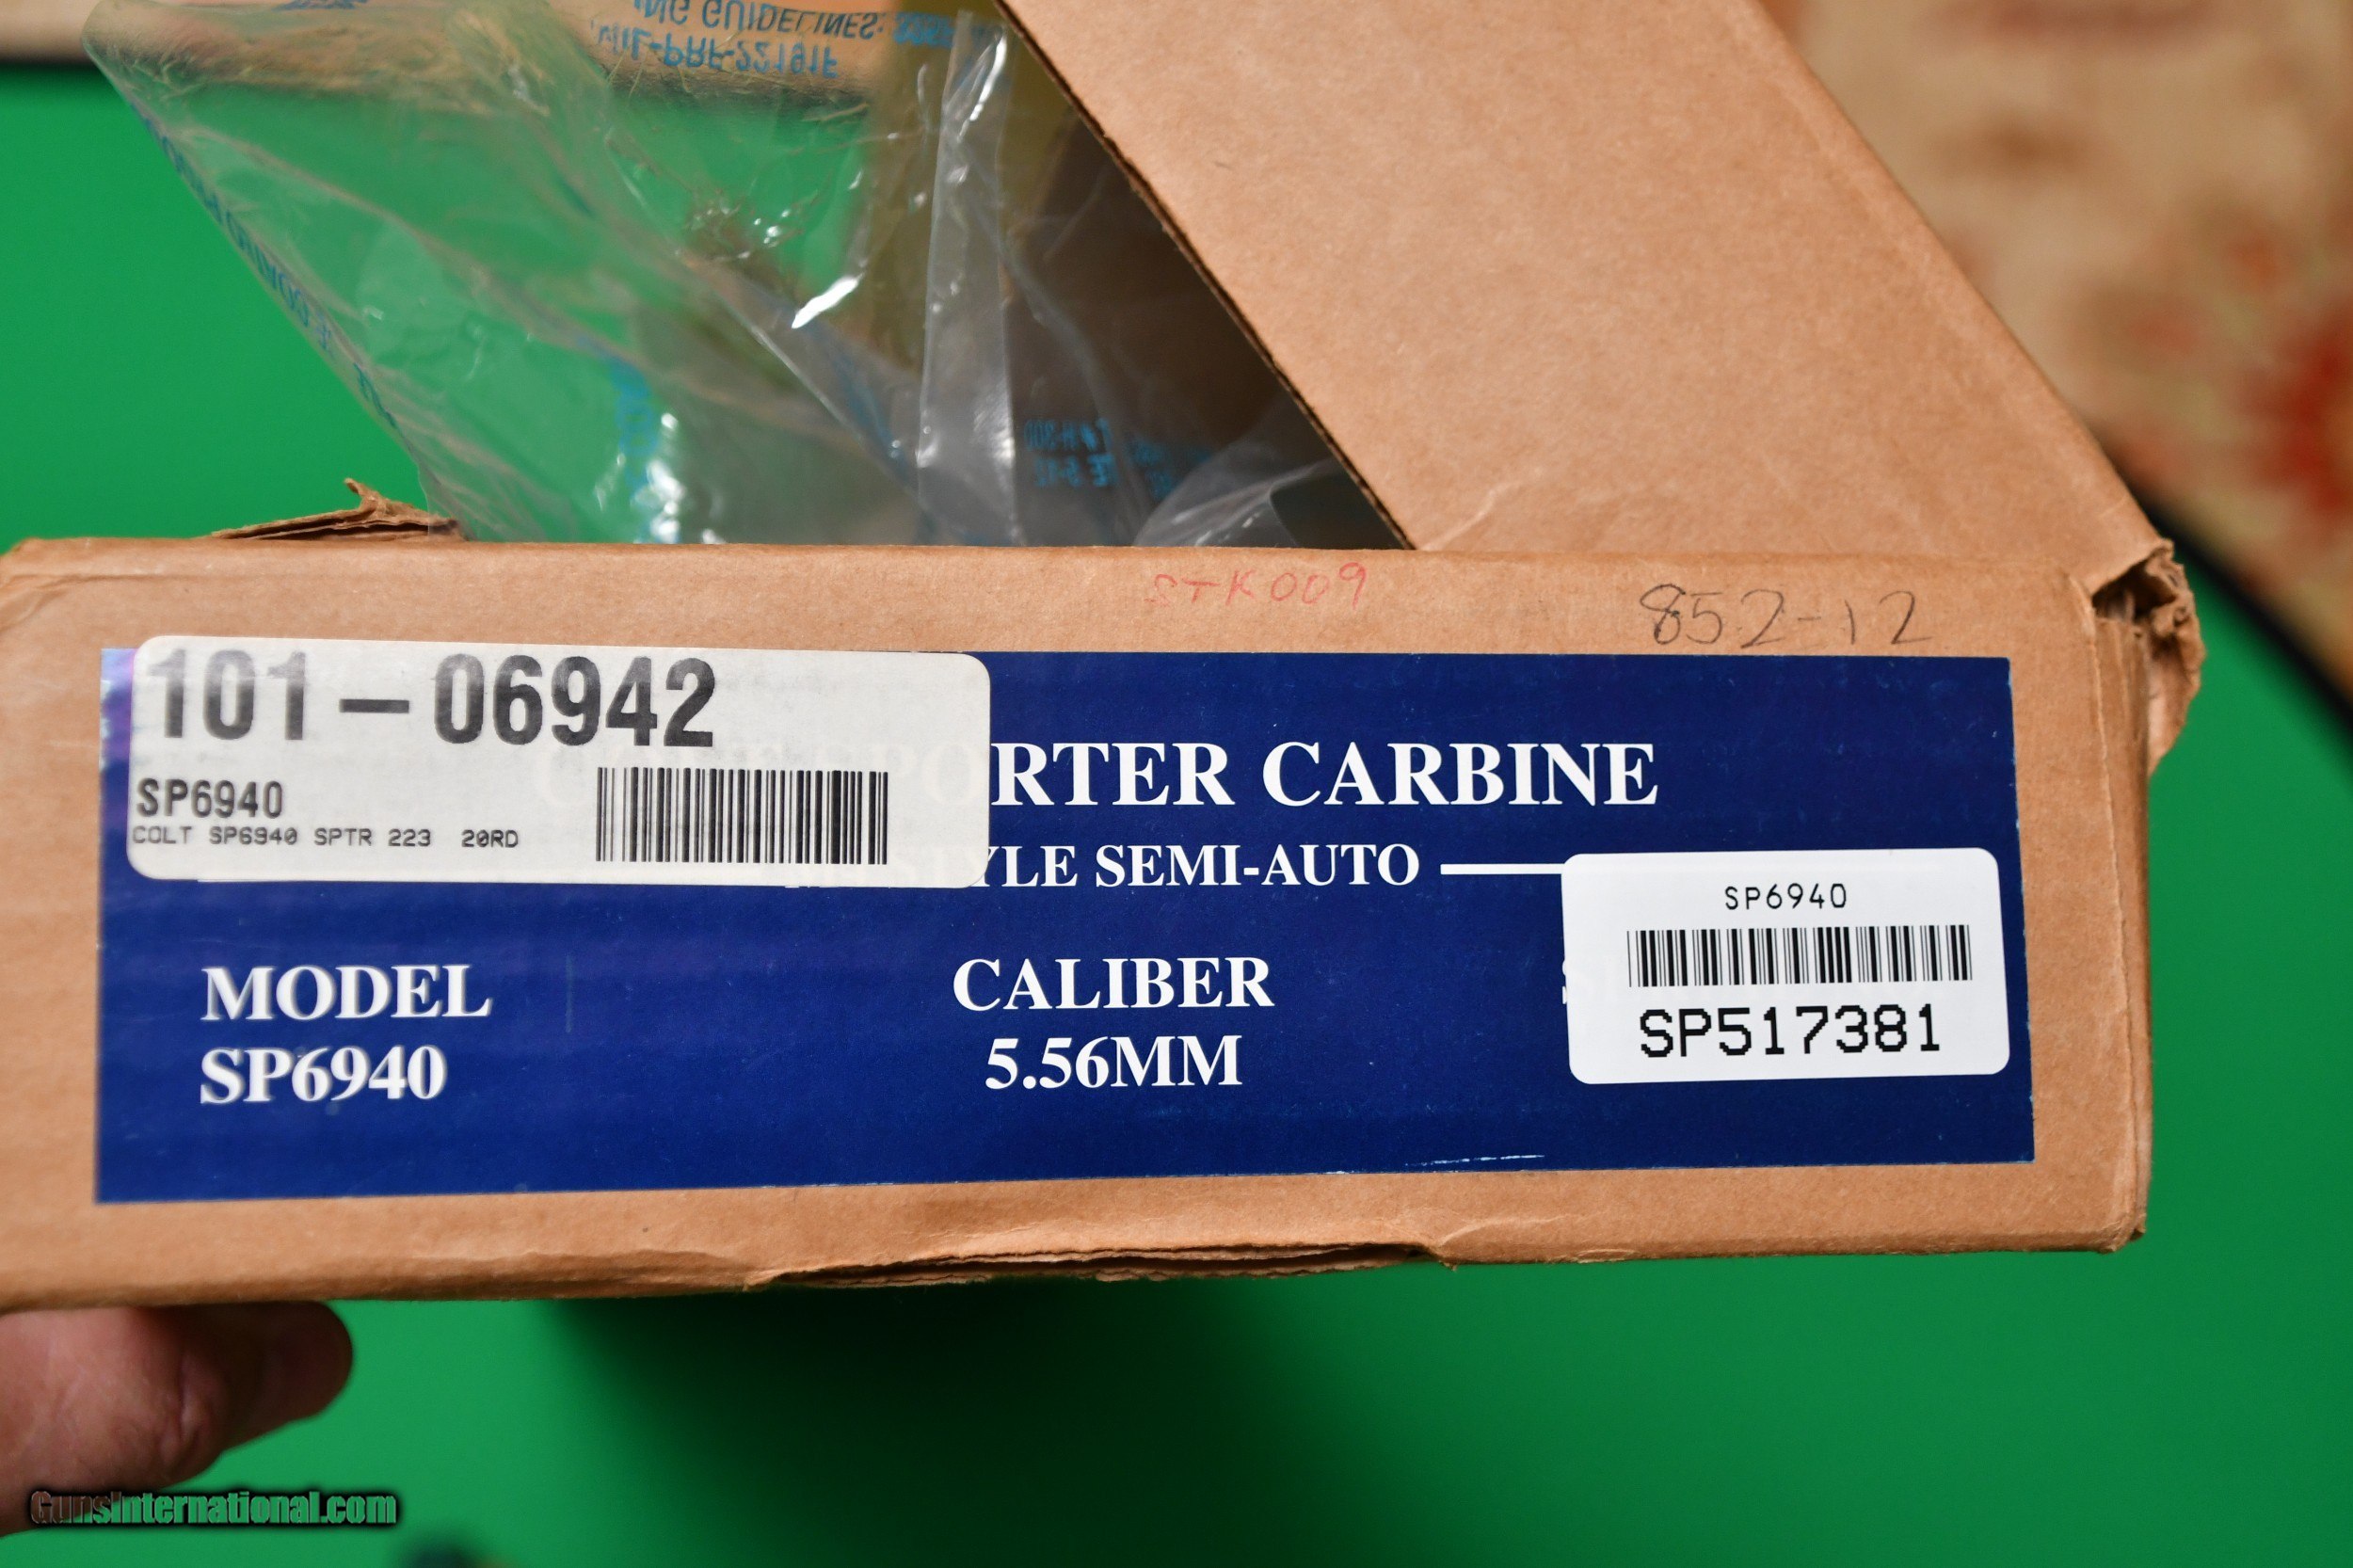 STK009
852-12
101-06942
SP6940
COLT SP6940 SPTR 223 20RD
RTER CARBINE
YLE SEMI-AUTO
MODEL
SP6940
CALIBER
5.56MM
SP6940
SP517381
GunsInternational.com